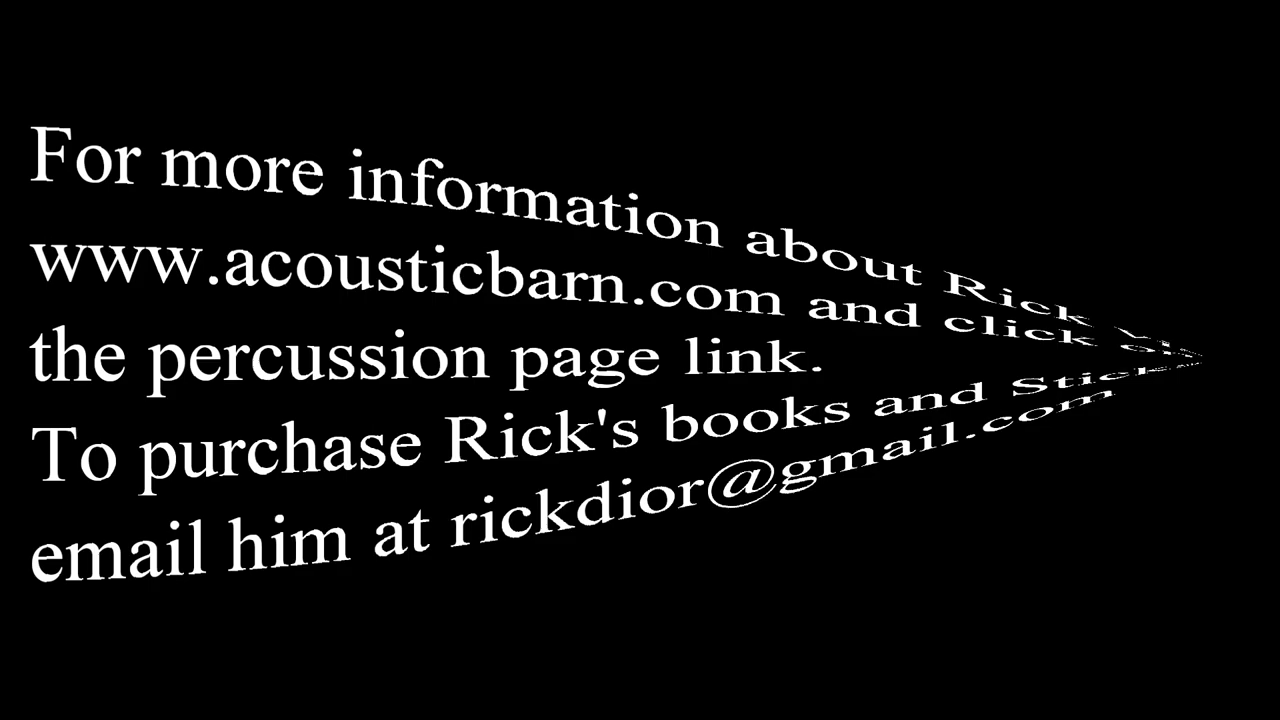 For more information about Rick
www.acousticbarn.com and click
the percussion page link.
To purchase Rick's books and Stick
email him at rickdior@gmail.com